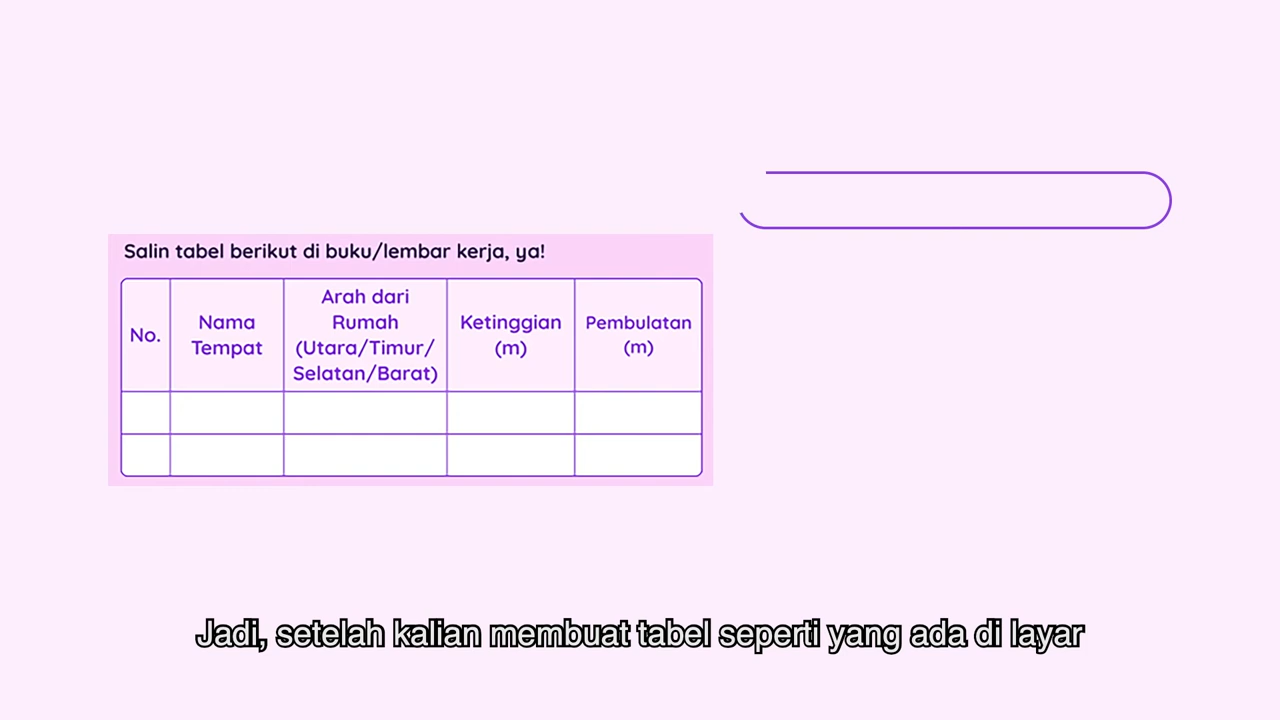 Salin tabel berikut di buku/lembar kerja, ya!
No.
Nama
Tempat
Arah dari
Rumah
(Utara/Timur/
Selatan/Barat)
Ketinggian
(m)
Pembulatan
(m)
Jadi, setelah kalian membuat tabel seperti yang ada di layar